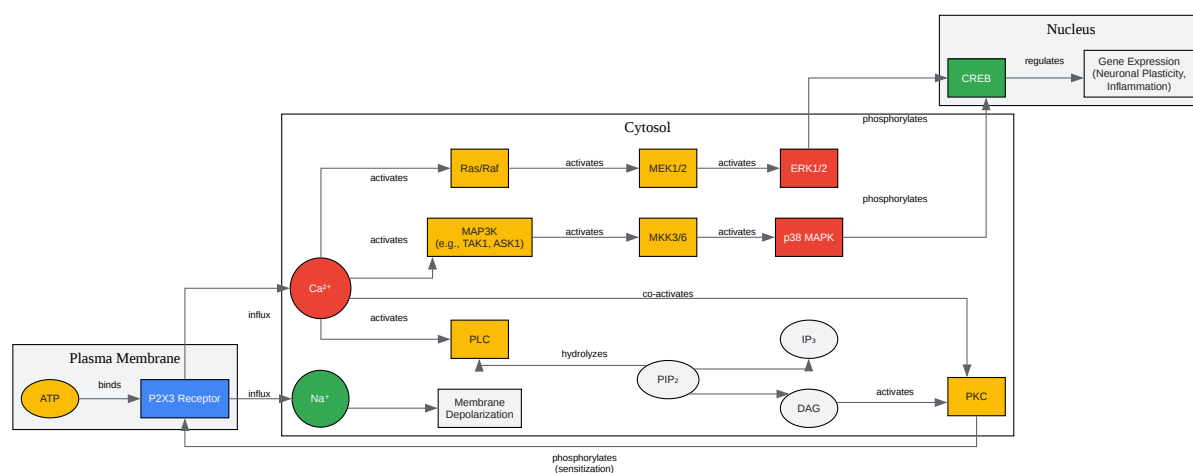 Nucleus
CREB
regulates
Gene Expression
(Neuronal Plasticity,
Inflammation)
phosphorylates
Cytosol
activates
Ras/Raf
activates
MEK1/2
activates
ERK1/2
phosphorylates
activates
MAP3K
(e.g., TAK1, ASK1)
activates
MKK3/6
activates
p38 MAPK
Ca²⁺
co-activates
influx
activates
PLC
hydrolyzes
PIP₂
IP₃
DAG
activates
PKC
Plasma Membrane
ATP
binds
P2X3 Receptor
influx
Na⁺
Membrane
Depolarization
phosphorylates
(sensitization)